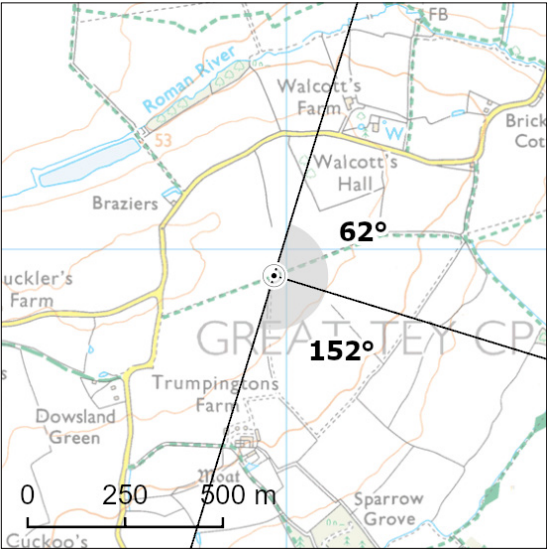 FB
Roman River
Walcott's
Farm
53
W
Brick
Cot
Walcott's
Hall
Braziers
62°
uckler's
Farm
GREAT TEY CP
152°
s
Trumpingtons
Farm
Dowsland
Green
Moat
0 250 500 m
Sparrow
Grove
Cuckoo's